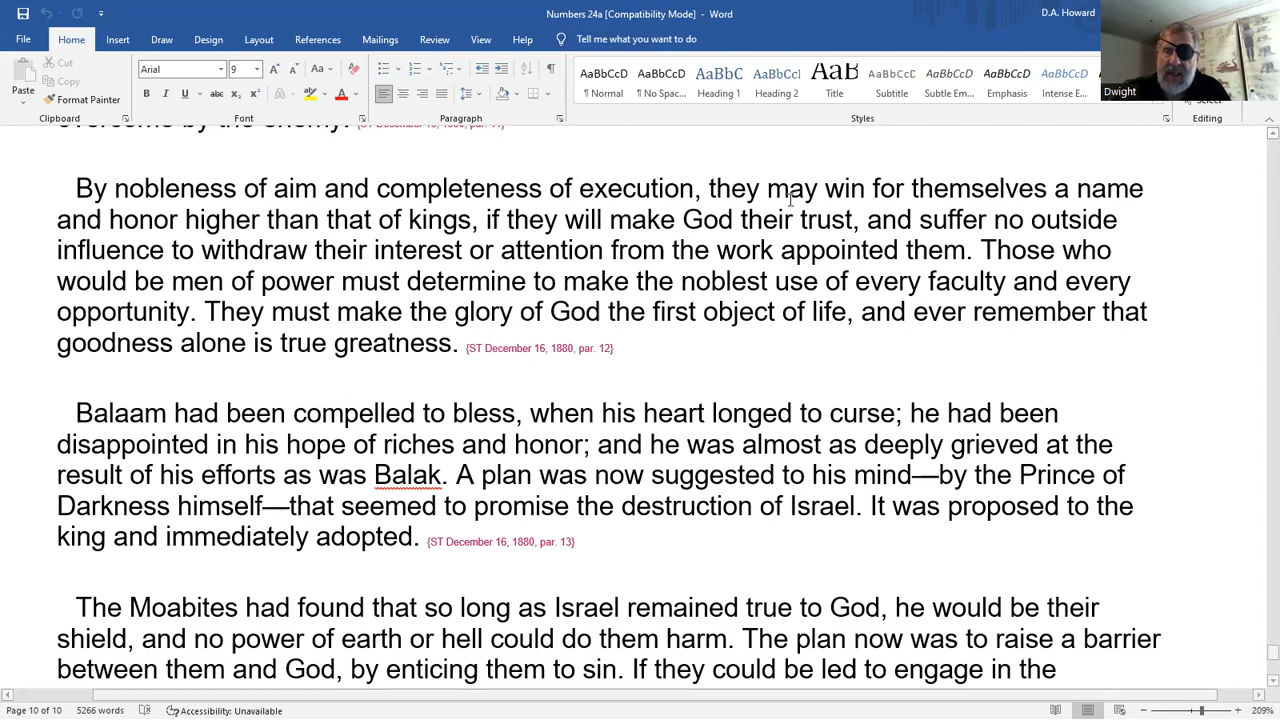 Numbers 24a [Compatibility Mode] - Word
D.A. Howard
File Home Insert Draw Design Layout References Mailings Review View Help Tell me what you want to do
Cut
Copy
Format Painter
Paste
Clipboard
Arial 9
Font
Paragraph
AaBbCcD AaBbCcD AaBbC AaBbCcI AaB AaBbCcD AaBbCcD AaBbCcD AaBbCcD
¶ Normal ¶ No Spac... Heading 1 Heading 2 Title Subtitle Subtle Em... Emphasis Intense E...
Styles
Dwight
Editing
overcome by the enemy.
By nobleness of aim and completeness of execution, they may win for themselves a name
and honor higher than that of kings, if they will make God their trust, and suffer no outside
influence to withdraw their interest or attention from the work appointed them. Those who
would be men of power must determine to make the noblest use of every faculty and every
opportunity. They must make the glory of God the first object of life, and ever remember that
goodness alone is true greatness. {ST December 16, 1880, par. 12}
Balaam had been compelled to bless, when his heart longed to curse; he had been
disappointed in his hope of riches and honor; and he was almost as deeply grieved at the
result of his efforts as was Balak. A plan was now suggested to his mind—by the Prince of
Darkness himself—that seemed to promise the destruction of Israel. It was proposed to the
king and immediately adopted. {ST December 16, 1880, par. 13}
The Moabites had found that so long as Israel remained true to God, he would be their
shield, and no power of earth or hell could do them harm. The plan now was to raise a barrier
between them and God, by enticing them to sin. If they could be led to engage in the
Page 10 of 10 5266 words Accessibility: Unavailable 209%